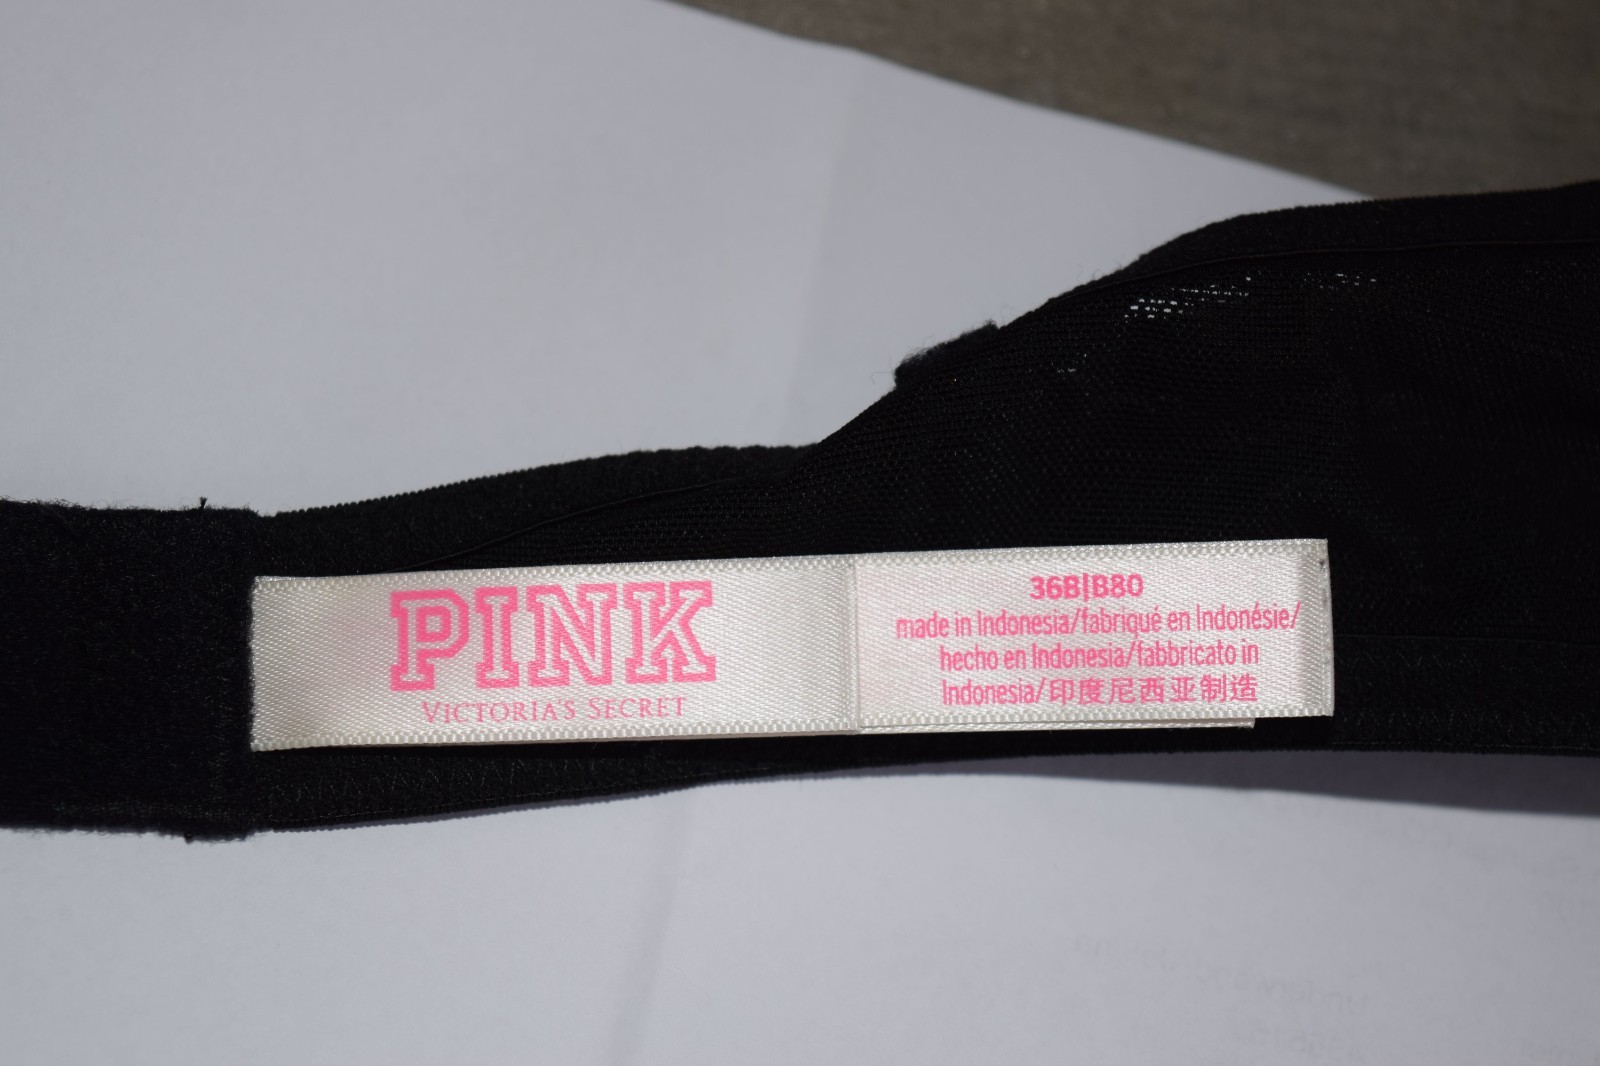 PINK
VICTORIA'S SECRET
36B|B80
made in Indonesia/fabriqué en Indonésie/
hecho en Indonesia/fabbricato in
Indonesia/印度尼西亚制造